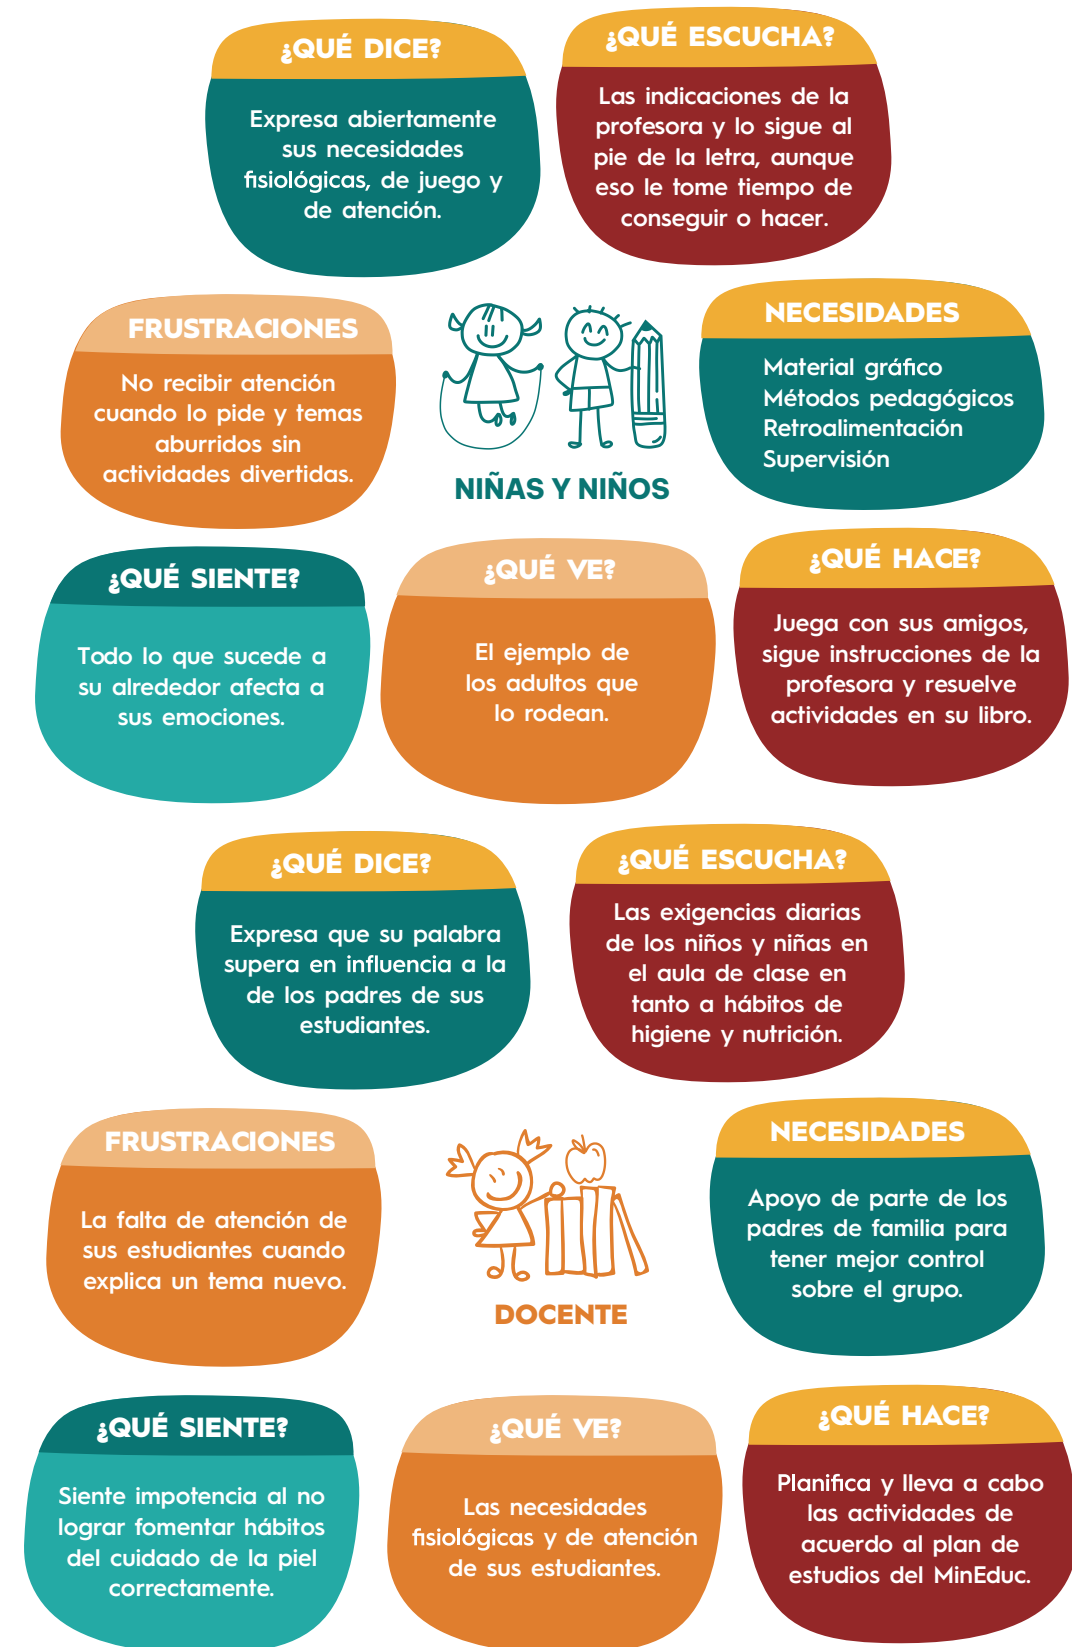 ¿QUÉ DICE?
Expresa abiertamente
sus necesidades
fisiológicas, de juego y
de atención.
¿QUÉ ESCUCHA?
Las indicaciones de la
profesora y lo sigue al
pie de la letra, aunque
eso le tome tiempo de
conseguir o hacer.
FRUSTRACIONES
No recibir atención
cuando lo pide y temas
aburridos sin
actividades divertidas.
NIÑAS Y NIÑOS
NECESIDADES
Material gráfico
Métodos pedagógicos
Retroalimentación
Supervisión
¿QUÉ SIENTE?
Todo lo que sucede a
su alrededor afecta a
sus emociones.
¿QUÉ VE?
El ejemplo de
los adultos que
lo rodean.
¿QUÉ HACE?
Juega con sus amigos,
sigue instrucciones de la
profesora y resuelve
actividades en su libro.
¿QUÉ DICE?
Expresa que su palabra
supera en influencia a la
de los padres de sus
estudiantes.
¿QUÉ ESCUCHA?
Las exigencias diarias
de los niños y niñas en
el aula de clase en
tanto a hábitos de
higiene y nutrición.
FRUSTRACIONES
La falta de atención de
sus estudiantes cuando
explica un tema nuevo.
DOCENTE
NECESIDADES
Apoyo de parte de los
padres de familia para
tener mejor control
sobre el grupo.
¿QUÉ SIENTE?
Siente impotencia al no
lograr fomentar hábitos
del cuidado de la piel
correctamente.
¿QUÉ VE?
Las necesidades
fisiológicas y de atención
de sus estudiantes.
¿QUÉ HACE?
Planifica y lleva a cabo
las actividades de
acuerdo al plan de
estudios del MinEduc.